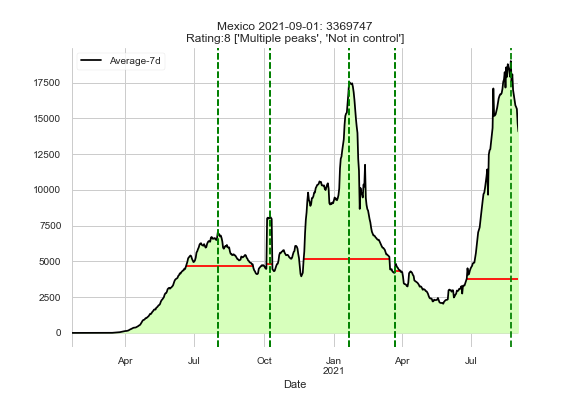 Mexico 2021-09-01: 3369747
Rating:8 ['Multiple peaks', 'Not in control']
Average-7d
17500
15000
12500
10000
7500
5000
2500
0
Apr
Jul
Oct
Jan
2021
Apr
Jul
Date